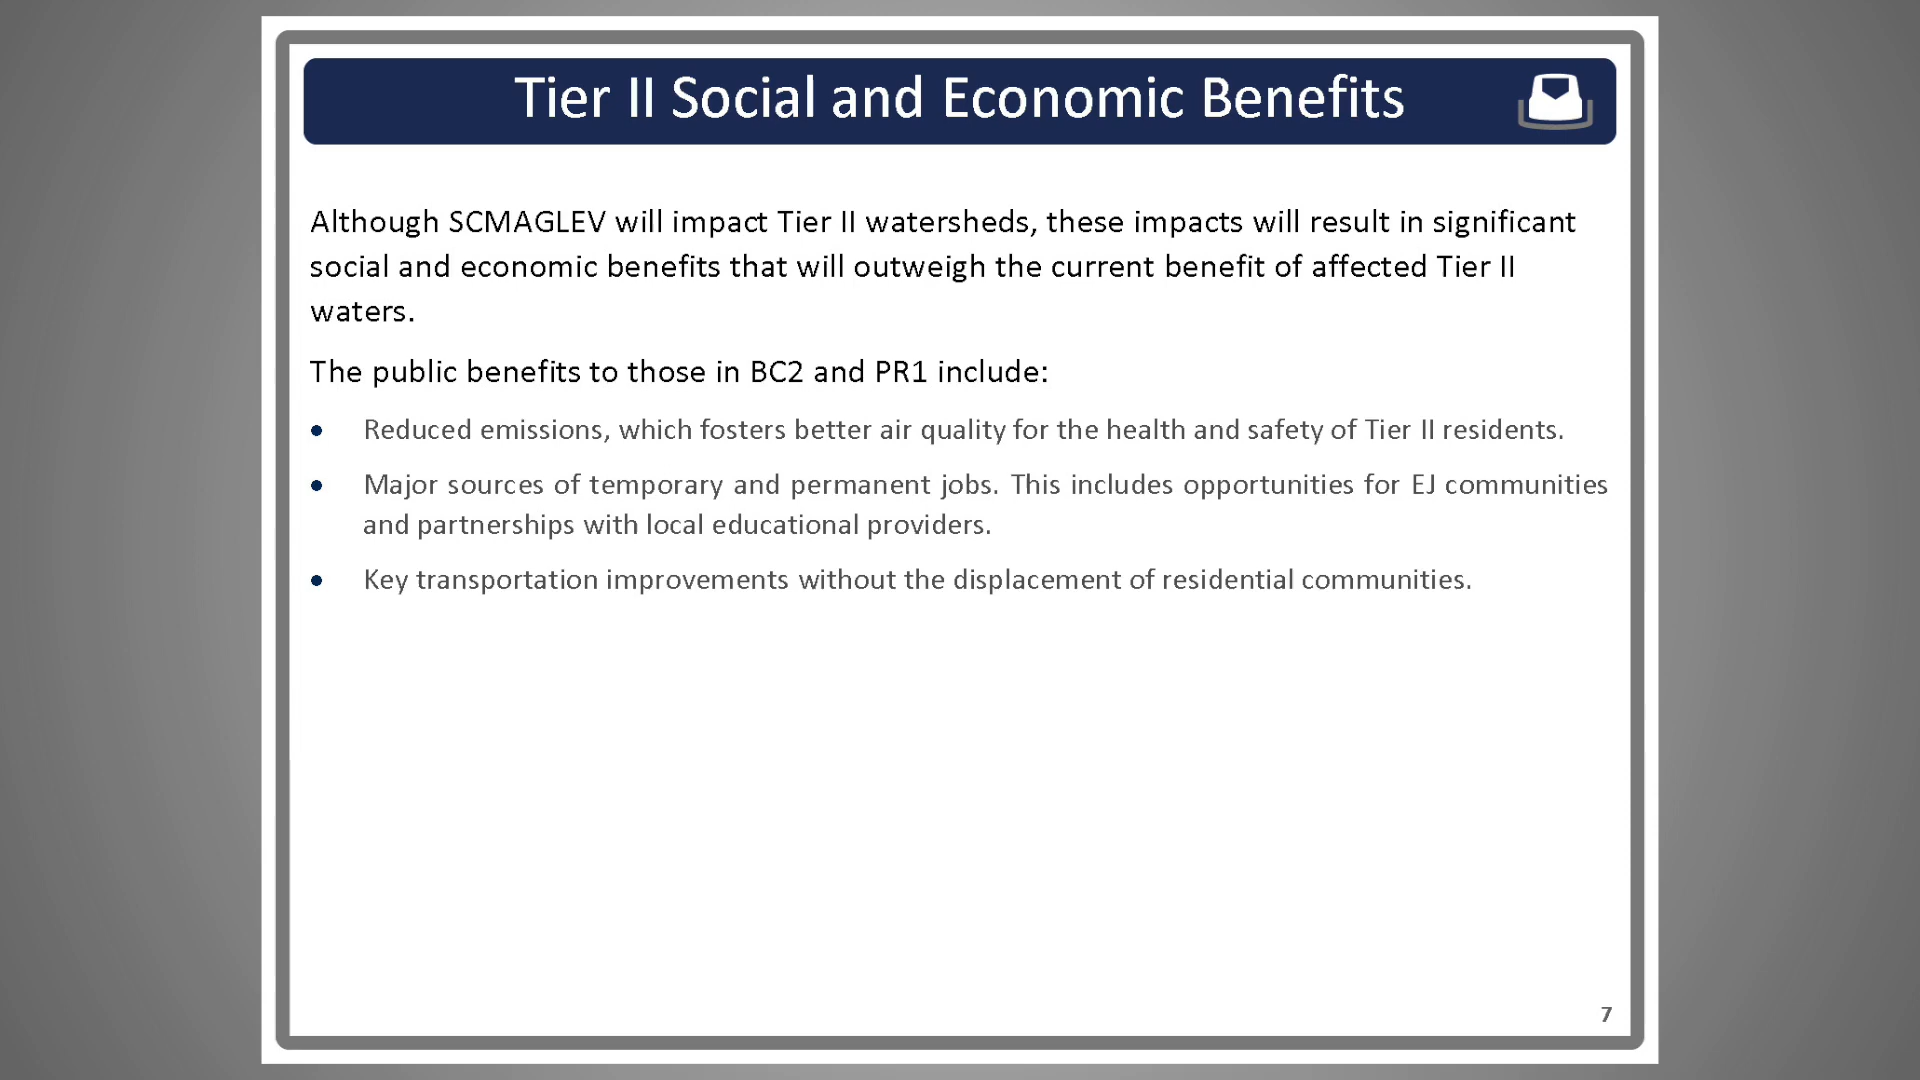 Tier II Social and Economic Benefits
Although SCMAGLEV will impact Tier II watersheds, these impacts will result in significant
social and economic benefits that will outweigh the current benefit of affected Tier II
waters.
The public benefits to those in BC2 and PR1 include:
• Reduced emissions, which fosters better air quality for the health and safety of Tier II residents.
• Major sources of temporary and permanent jobs. This includes opportunities for EJ communities
and partnerships with local educational providers.
• Key transportation improvements without the displacement of residential communities.
7